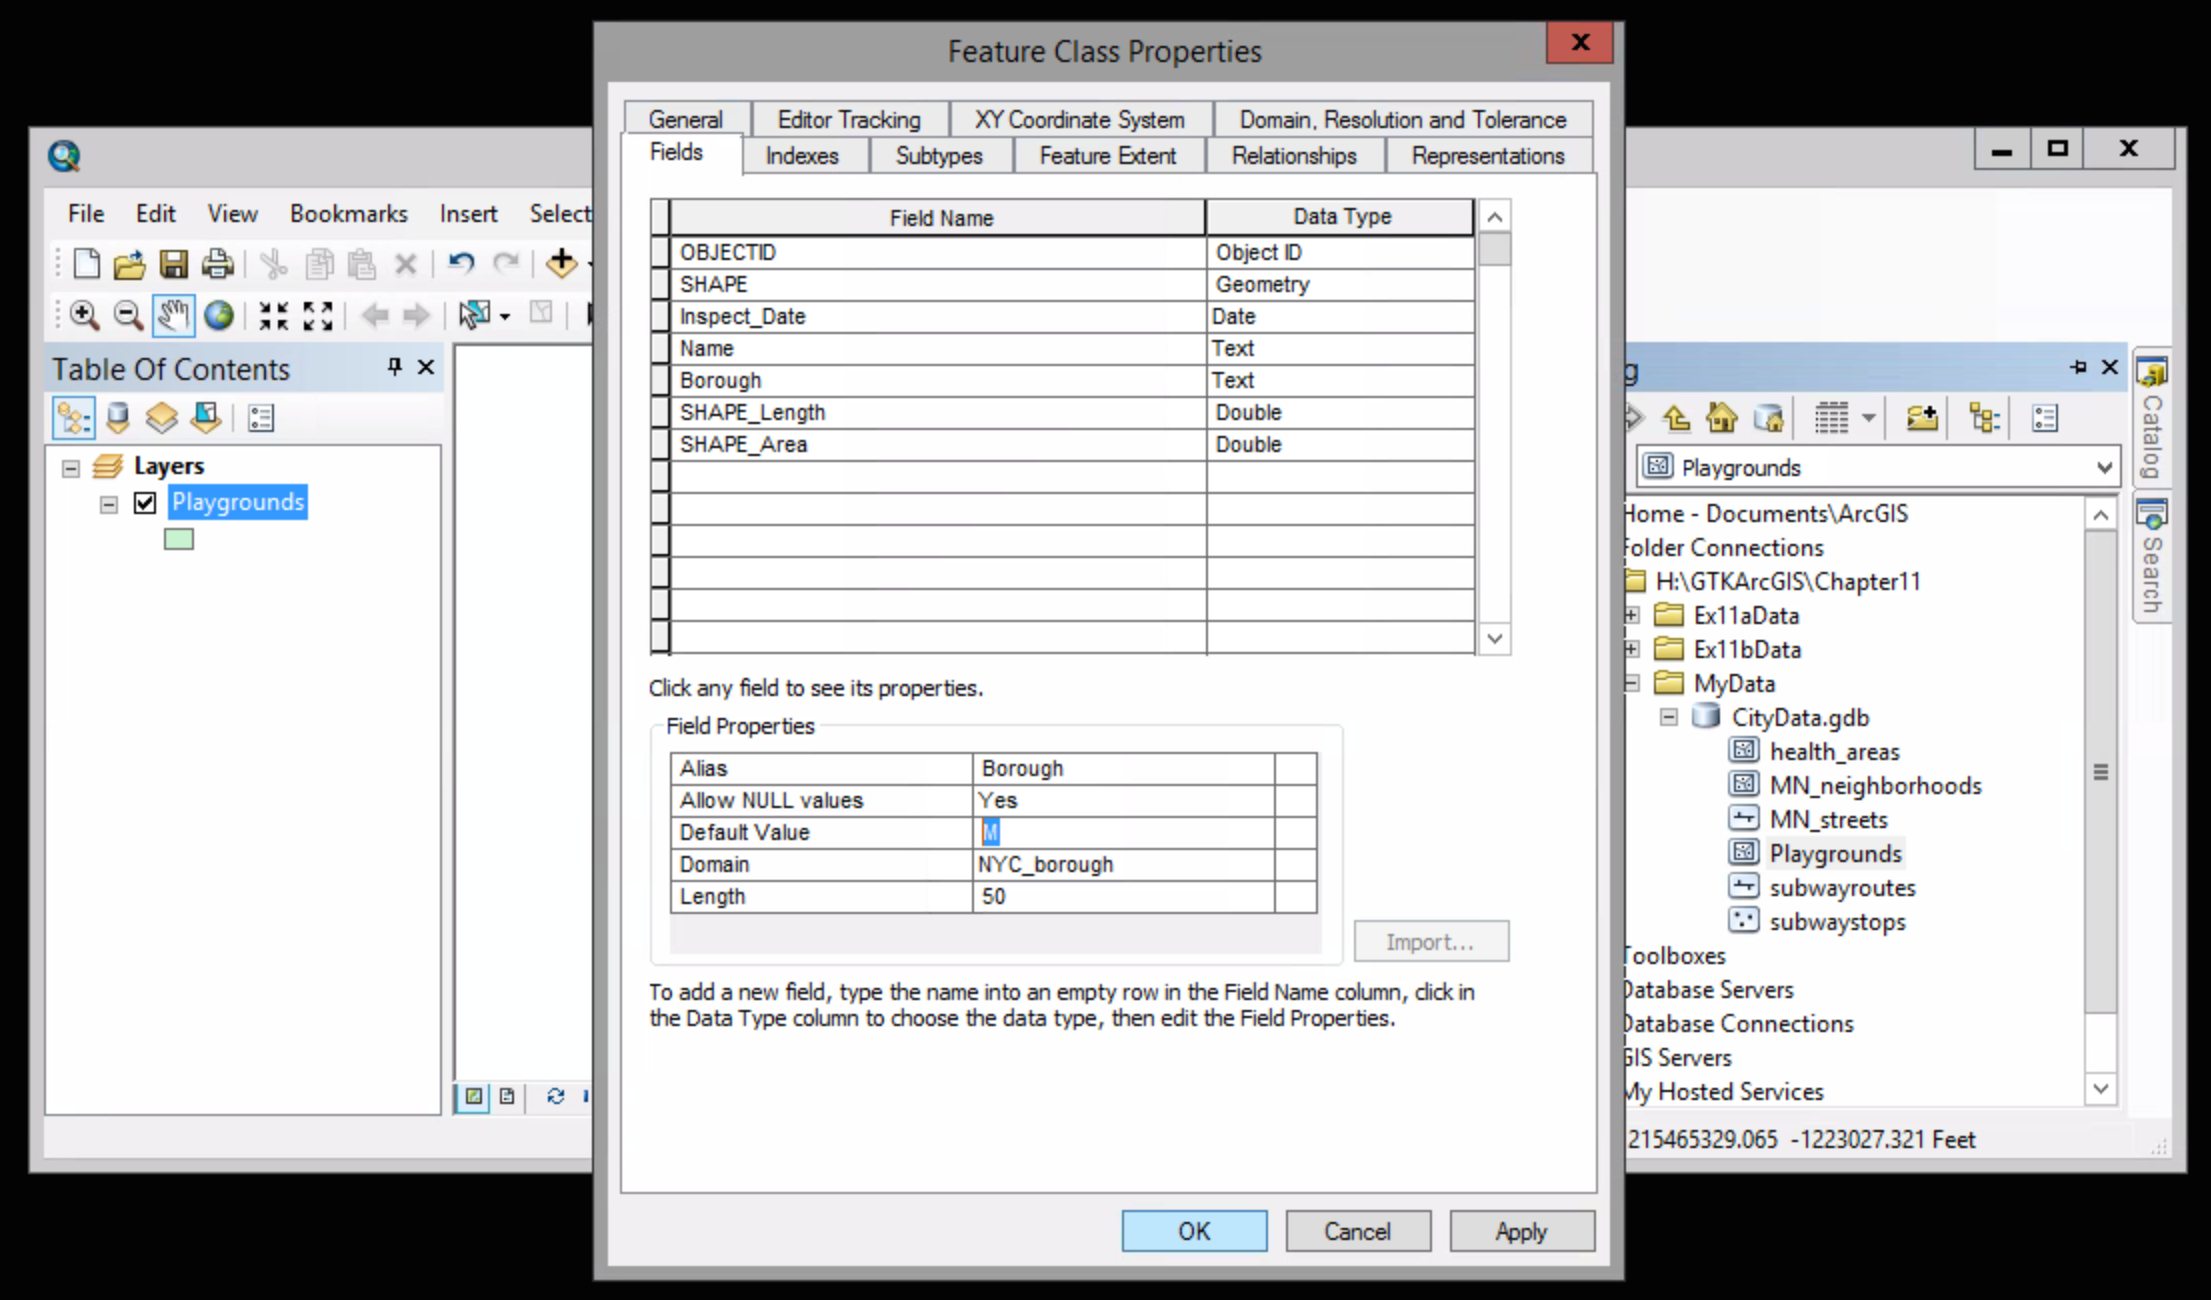 Feature Class Properties
X
General
Editor Tracking
XY Coordinate System
Domain, Resolution and Tolerance
Fields
Indexes
Subtypes
Feature Extent
Relationships
Representations
File
Edit
View
Bookmarks
Insert
Select
Table Of Contents
Layers
Playgrounds
Field Name
Data Type
OBJECTID
Object ID
SHAPE
Geometry
Inspect_Date
Date
Name
Text
Borough
Text
SHAPE_Length
Double
SHAPE_Area
Double
Click any field to see its properties.
Field Properties
Alias
Borough
Allow NULL values
Yes
Default Value
M
Domain
NYC_borough
Length
50
Import...
To add a new field, type the name into an empty row in the Field Name column, click in
the Data Type column to choose the data type, then edit the Field Properties.
OK
Cancel
Apply
g
Playgrounds
Home - Documents\ArcGIS
Folder Connections
H:\GTKArcGIS\Chapter11
Ex11aData
Ex11bData
MyData
CityData.gdb
health_areas
MN_neighborhoods
MN_streets
Playgrounds
subwayroutes
subwaystops
Toolboxes
Database Servers
Database Connections
GIS Servers
My Hosted Services
215465329.065 -1223027.321 Feet
Catalog
Search